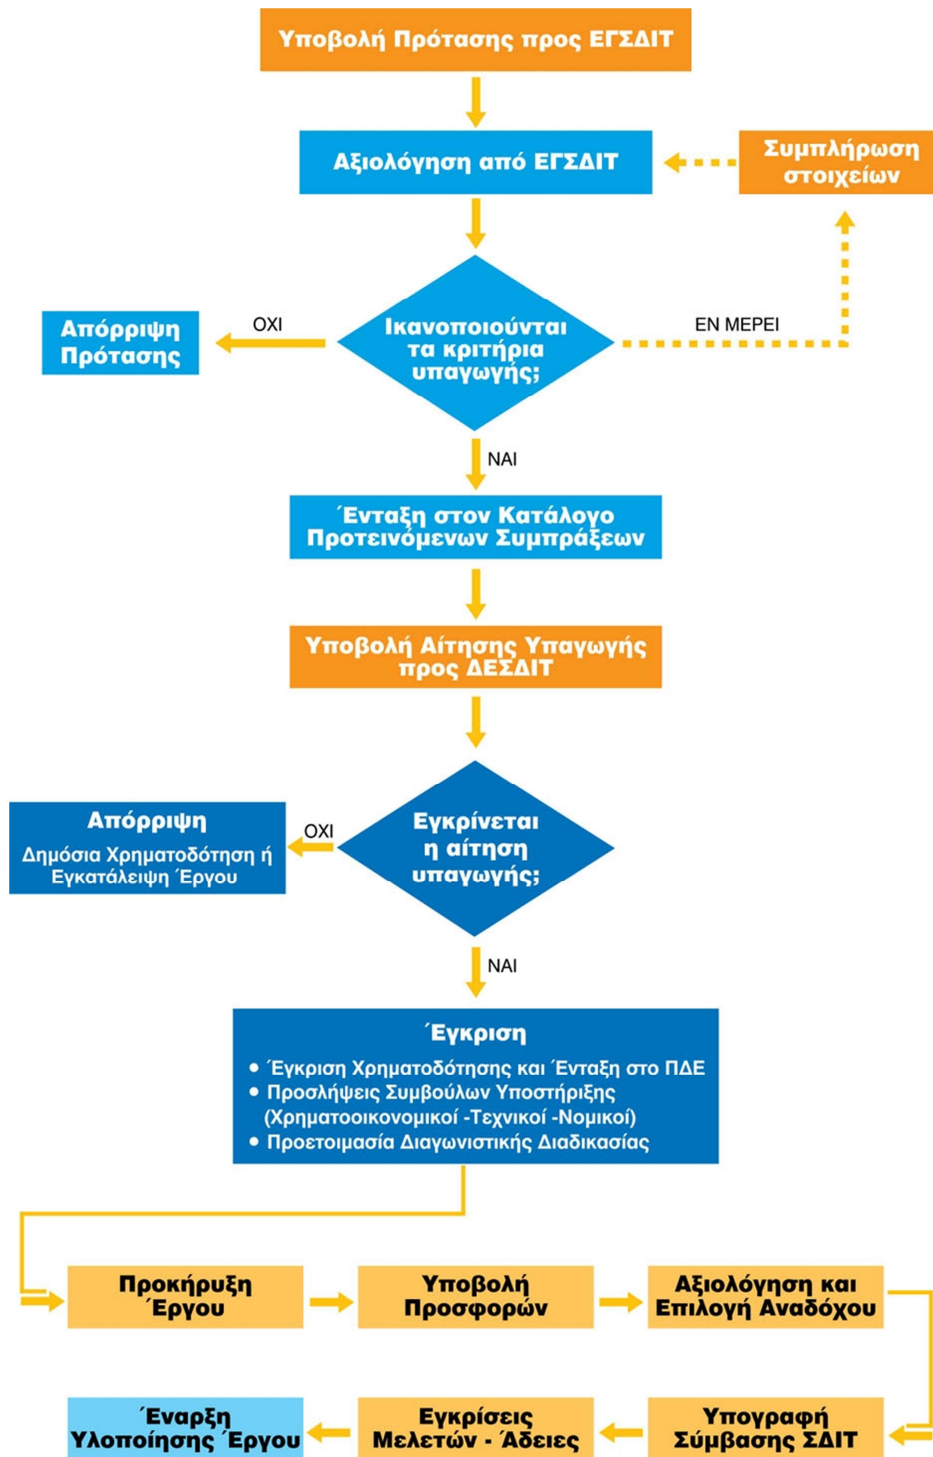 Υποβολή Πρότασης προς ΕΓΣΔΙΤ
Αξιολόγηση από ΕΓΣΔΙΤ
Συμπλήρωση
στοιχείων
Ικανοποιούνται
τα κριτήρια
υπαγωγής;
ΟΧΙ
Απόρριψη
Πρότασης
ΕΝ ΜΕΡΕΙ
ΝΑΙ
Ένταξη στον Κατάλογο
Προτεινόμενων Συμπράξεων
Υποβολή Αίτησης Υπαγωγής
προς ΔΕΣΔΙΤ
Εγκρίνεται
η αίτηση
υπαγωγής;
ΟΧΙ
Απόρριψη
Δημόσια Χρηματοδότηση ή
Εγκατάλειψη Έργου
ΝΑΙ
Έγκριση
• Έγκριση Χρηματοδότησης και Ένταξη στο ΠΔΕ
• Προσλήψεις Συμβούλων Υποστήριξης
(Χρηματοοικονομικοί -Τεχνικοί -Νομικοί)
• Προετοιμασία Διαγωνιστικής Διαδικασίας
Προκήρυξη
Έργου
Υποβολή
Προσφορών
Αξιολόγηση και
Επιλογή Αναδόχου
Υπογραφή
Σύμβασης ΣΔΙΤ
Εγκρίσεις
Μελετών - Άδειες
Έναρξη
Υλοποίησης Έργου